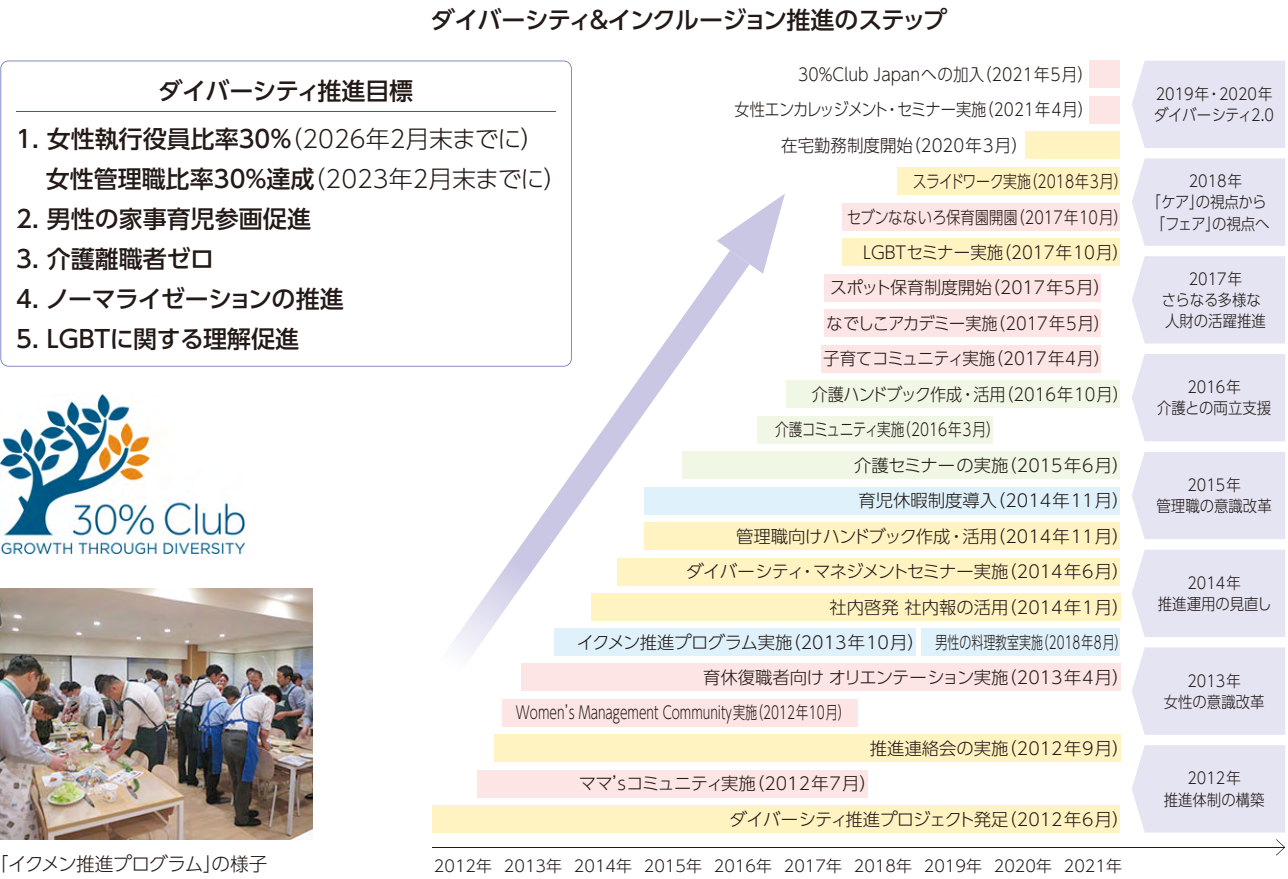 ダイバーシティ&インクルージョン推進のステップ
ダイバーシティ推進目標
1. 女性執行役員比率30%(2026年2月末までに)
女性管理職比率30%達成(2023年2月末までに)
2. 男性の家事育児参画促進
3. 介護離職者ゼロ
4. ノーマライゼーションの推進
5. LGBTに関する理解促進
30% Club
GROWTH THROUGH DIVERSITY
「イクメン推進プログラム」の様子
30%Club Japanへの加入(2021年5月)
女性エンカレッジメント・セミナー実施(2021年4月)
在宅勤務制度開始(2020年3月)
スライドワーク実施(2018年3月)
セブンなないろ保育園開園(2017年10月)
LGBTセミナー実施(2017年10月)
スポット保育制度開始(2017年5月)
なでしこアカデミー実施(2017年5月)
子育てコミュニティ実施(2017年4月)
介護ハンドブック作成・活用(2016年10月)
介護コミュニティ実施(2016年3月)
介護セミナーの実施(2015年6月)
育児休暇制度導入(2014年11月)
管理職向けハンドブック作成・活用(2014年11月)
ダイバーシティ・マネジメントセミナー実施(2014年6月)
社内啓発 社内報の活用(2014年1月)
イクメン推進プログラム実施(2013年10月) 男性の料理教室実施(2018年8月)
育休復職者向け オリエンテーション実施(2013年4月)
Women's Management Community実施(2012年10月)
推進連絡会の実施(2012年9月)
ママ'sコミュニティ実施(2012年7月)
ダイバーシティ推進プロジェクト発足(2012年6月)
2012年 2013年 2014年 2015年 2016年 2017年 2018年 2019年 2020年 2021年
2019年・2020年
ダイバーシティ2.0
2018年
「ケア」の視点から
「フェア」の視点へ
2017年
さらなる多様な
人財の活躍推進
2016年
介護との両立支援
2015年
管理職の意識改革
2014年
推進運用の見直し
2013年
女性の意識改革
2012年
推進体制の構築